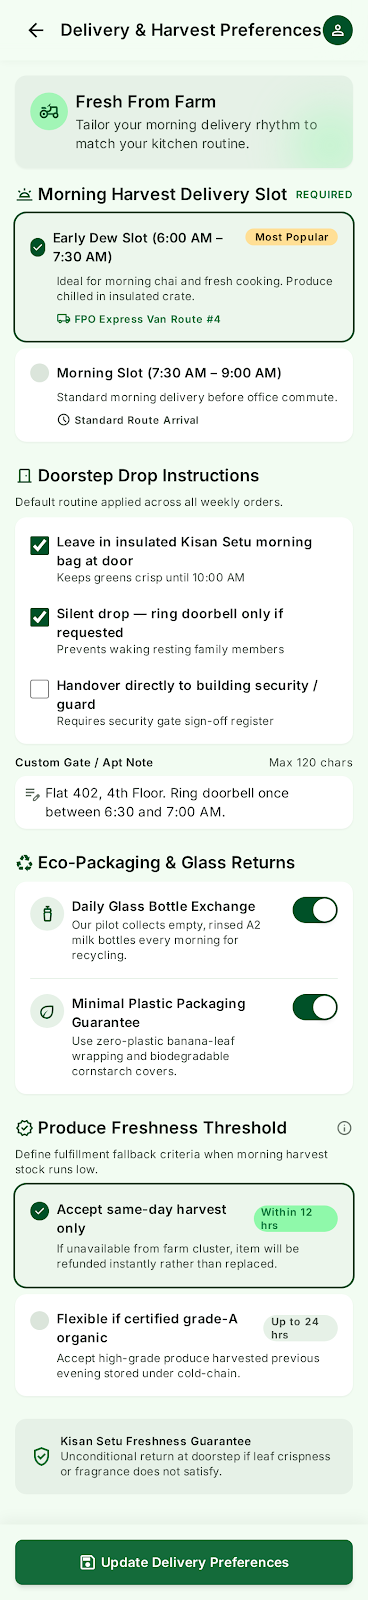 Delivery & Harvest Preferences
Fresh From Farm
Tailor your morning delivery rhythm to
match your kitchen routine.
Morning Harvest Delivery Slot REQUIRED
Early Dew Slot (6:00 AM –
7:30 AM)
Most Popular
Ideal for morning chai and fresh cooking. Produce
chilled in insulated crate.
FPO Express Van Route #4
Morning Slot (7:30 AM – 9:00 AM)
Standard morning delivery before office commute.
Standard Route Arrival
Doorstep Drop Instructions
Default routine applied across all weekly orders.
Leave in insulated Kisan Setu morning
bag at door
Keeps greens crisp until 10:00 AM
Silent drop — ring doorbell only if
requested
Prevents waking resting family members
Handover directly to building security /
guard
Requires security gate sign-off register
Custom Gate / Apt Note Max 120 chars
Flat 402, 4th Floor. Ring doorbell once
between 6:30 and 7:00 AM.
Eco-Packaging & Glass Returns
Daily Glass Bottle Exchange
Our pilot collects empty, rinsed A2
milk bottles every morning for
recycling.
Minimal Plastic Packaging
Guarantee
Use zero-plastic banana-leaf
wrapping and biodegradable
cornstarch covers.
Produce Freshness Threshold
Define fulfillment fallback criteria when morning harvest
stock runs low.
Accept same-day harvest
only
Within 12
hrs
If unavailable from farm cluster, item will be
refunded instantly rather than replaced.
Flexible if certified grade-A
organic
Up to 24
hrs
Accept high-grade produce harvested previous
evening stored under cold-chain.
Kisan Setu Freshness Guarantee
Unconditional return at doorstep if leaf crispness
or fragrance does not satisfy.
Update Delivery Preferences